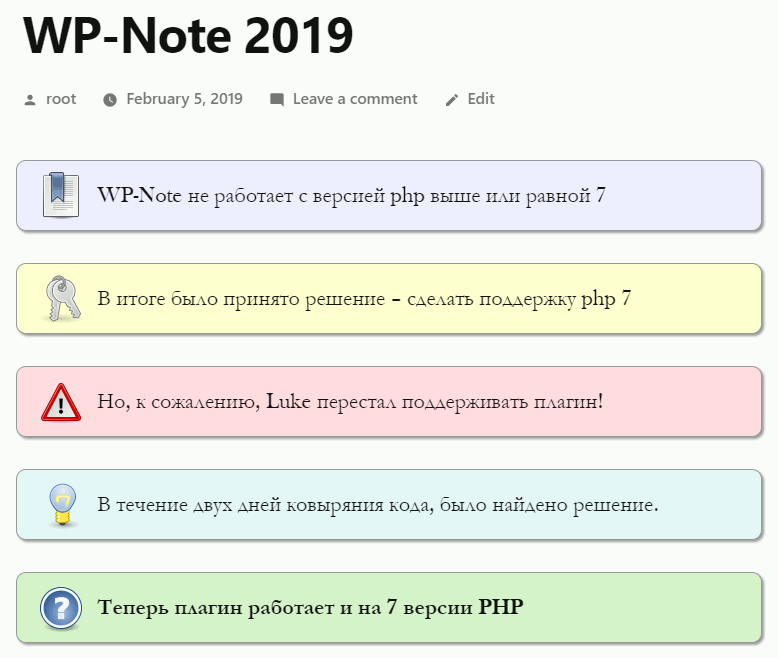 WP-Note 2019
root February 5, 2019 Leave a comment Edit
WP-Note не работает с версией php выше или равной 7
В итоге было принято решение – сделать поддержку php 7
Но, к сожалению, Luke перестал поддерживать плагин!
В течение двух дней ковыряния кода, было найдено решение.
Теперь плагин работает и на 7 версии PHP